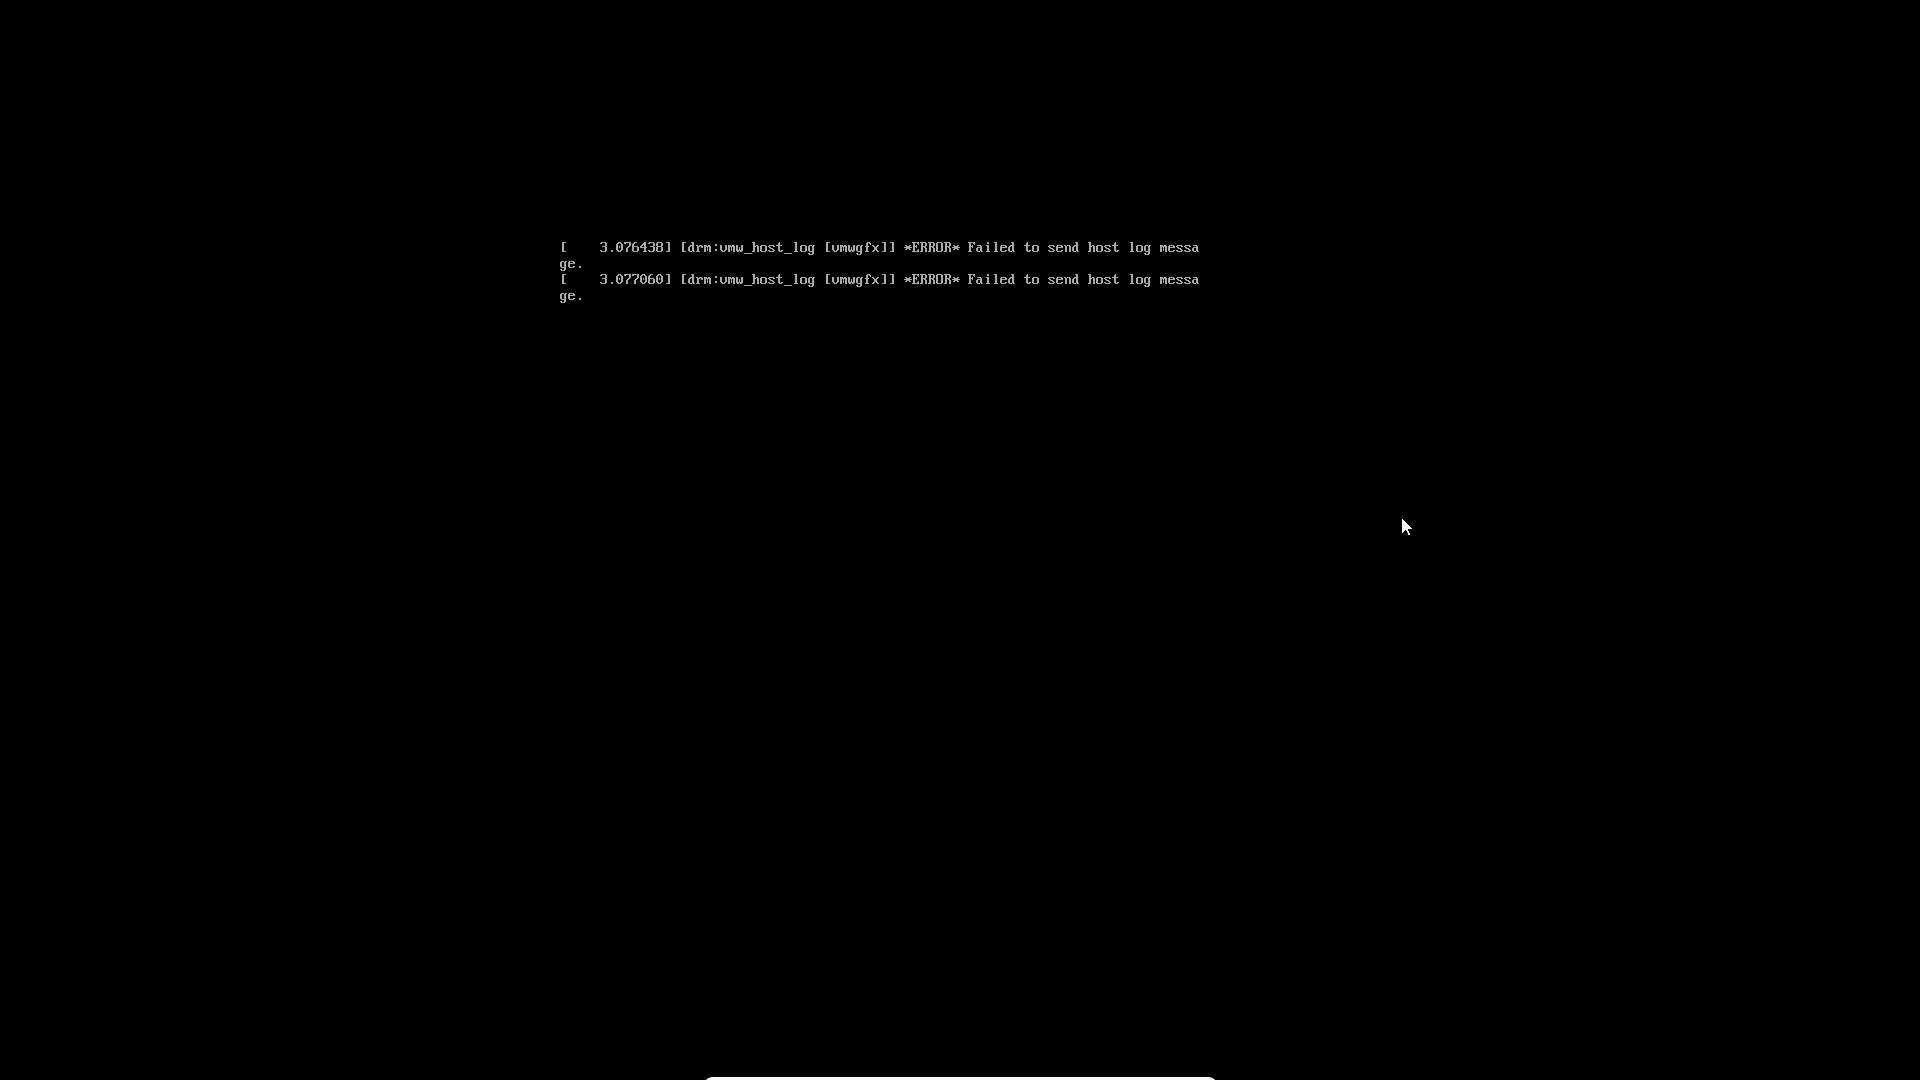 [    3.076438] [drm:vmw_host_log [vmwgfx]] *ERROR* Failed to send host log messa
ge.
[    3.077060] [drm:vmw_host_log [vmwgfx]] *ERROR* Failed to send host log messa
ge.